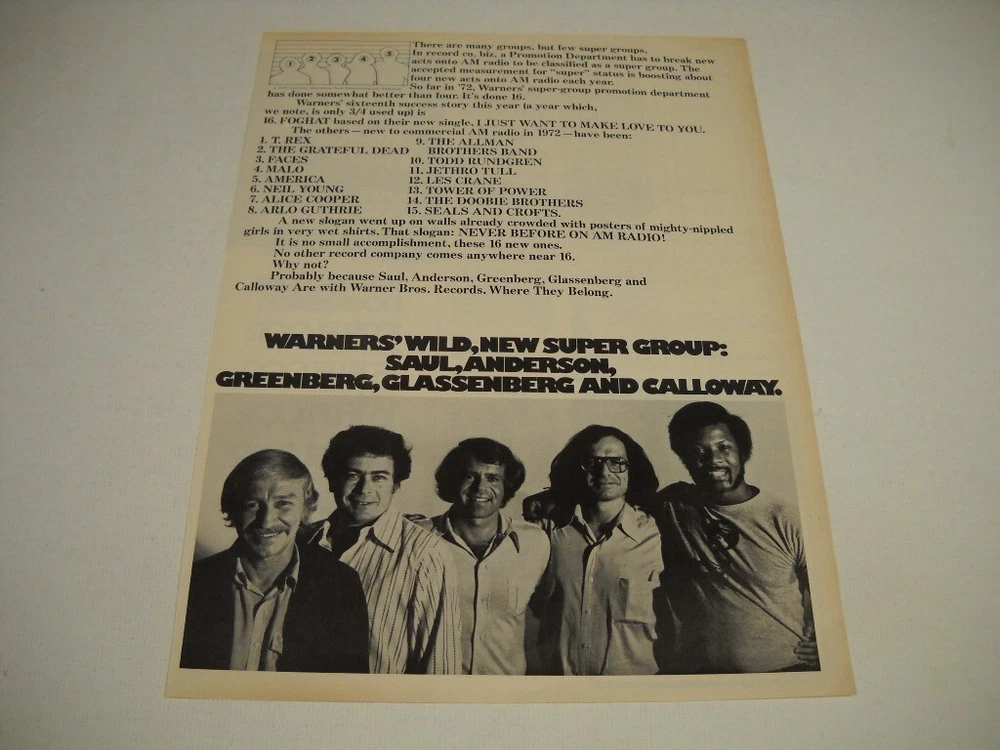 1 2 3 4 5
There are many groups, but few super groups.
In record co. biz, a Promotion Department has to break new
acts onto AM radio to be classified as a super group. The
accepted measurement for "super" status is boosting about
four new acts onto AM radio each year.
So far in '72, Warners' super-group promotion department
has done somewhat better than four. It's done 16.
Warners' sixteenth success story this year (a year which,
we note, is only 3/4 used up) is
16. FOGHAT based on their new single, I JUST WANT TO MAKE LOVE TO YOU.
The others — new to commercial AM radio in 1972 — have been:
1. T. REX
2. THE GRATEFUL DEAD
3. FACES
4. MALO
5. AMERICA
6. NEIL YOUNG
7. ALICE COOPER
8. ARLO GUTHRIE
9. THE ALLMAN
BROTHERS BAND
10. TODD RUNDGREN
11. JETHRO TULL
12. LES CRANE
13. TOWER OF POWER
14. THE DOOBIE BROTHERS
15. SEALS AND CROFTS.
A new slogan went up on walls already crowded with posters of mighty-nippled
girls in very wet shirts. That slogan: NEVER BEFORE ON AM RADIO!
It is no small accomplishment, these 16 new ones.
No other record company comes anywhere near 16.
Why not?
Probably because Saul, Anderson, Greenberg, Glassenberg and
Calloway Are with Warner Bros. Records. Where They Belong.
WARNERS' WILD, NEW SUPER GROUP:
SAUL, ANDERSON,
GREENBERG, GLASSENBERG AND CALLOWAY.